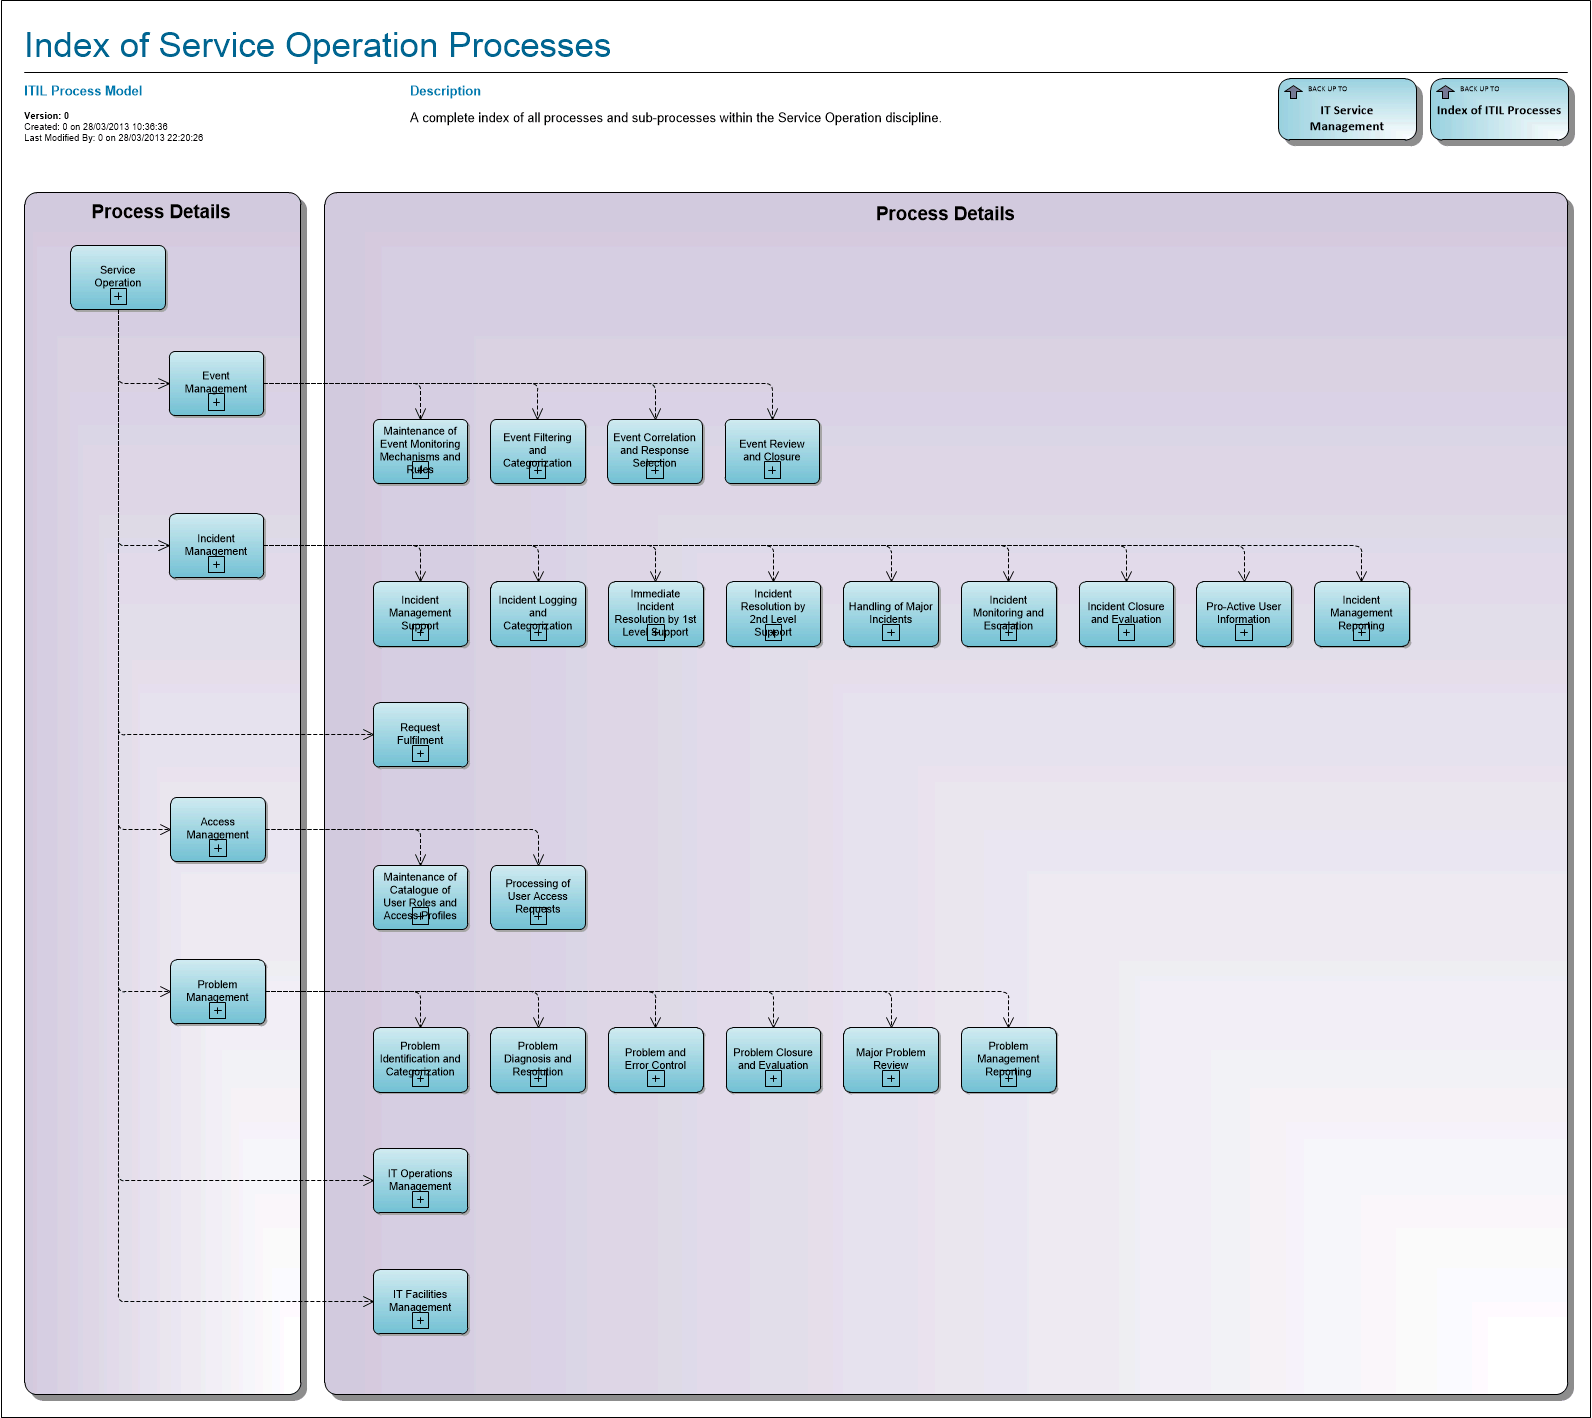 Index of Service Operation Processes
ITIL Process Model
Version: 0
Created: 0 on 28/03/2013 10:36:36
Last Modified By: 0 on 28/03/2013 22:20:26
Description
A complete index of all processes and sub-processes within the Service Operation discipline.
BACK UP TO
IT Service
Management
BACK UP TO
Index of ITIL Processes
Process Details
Process Details
Service
Operation
Event
Management
Maintenance of
Event Monitoring
Mechanisms and
Rules
Event Filtering
and
Categorization
Event Correlation
and Response
Selection
Event Review
and Closure
Incident
Management
Incident
Management
Support
Incident Logging
and
Categorization
Immediate
Incident
Resolution by 1st
Level Support
Incident
Resolution by
2nd Level
Support
Handling of Major
Incidents
Incident
Monitoring and
Escalation
Incident Closure
and Evaluation
Pro-Active User
Information
Incident
Management
Reporting
Request
Fulfilment
Access
Management
Maintenance of
Catalogue of
User Roles and
Access Profiles
Processing of
User Access
Requests
Problem
Management
Problem
Identification and
Categorization
Problem
Diagnosis and
Resolution
Problem and
Error Control
Problem Closure
and Evaluation
Major Problem
Review
Problem
Management
Reporting
IT Operations
Management
IT Facilities
Management